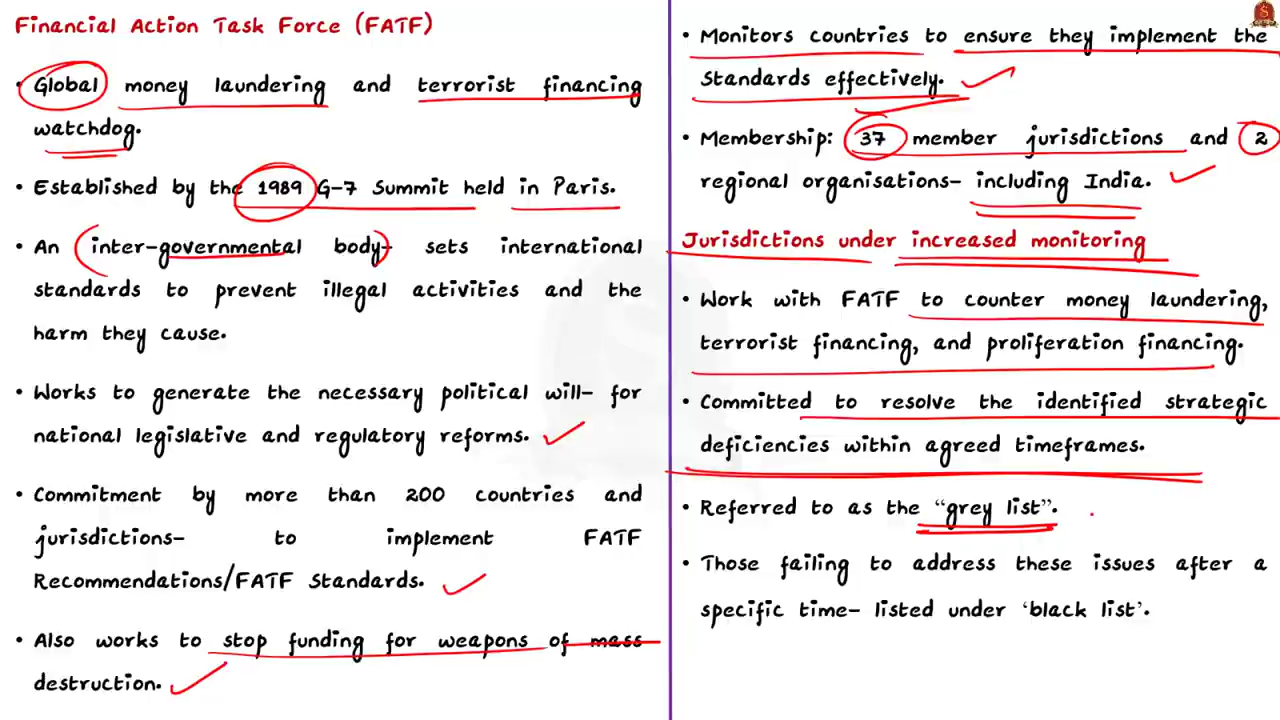 Financial Action Task Force (FATF)
• Global money laundering and terrorist financing
watchdog.
• Established by the 1989 G-7 Summit held in Paris.
• An inter-governmental body- sets international
standards to prevent illegal activities and the
harm they cause.
• Works to generate the necessary political will- for
national legislative and regulatory reforms.
• Commitment by more than 200 countries and
jurisdictions- to implement FATF
Recommendations/FATF Standards.
• Also works to stop funding for weapons of mass
destruction.
• Monitors countries to ensure they implement the
Standards effectively.
• Membership: 37 member jurisdictions and 2
regional organisations- including India.
Jurisdictions under increased monitoring
• Work with FATF to counter money laundering,
terrorist financing, and proliferation financing.
• Committed to resolve the identified strategic
deficiencies within agreed timeframes.
• Referred to as the “grey list”.
• Those failing to address these issues after a
specific time- listed under ‘black list’.